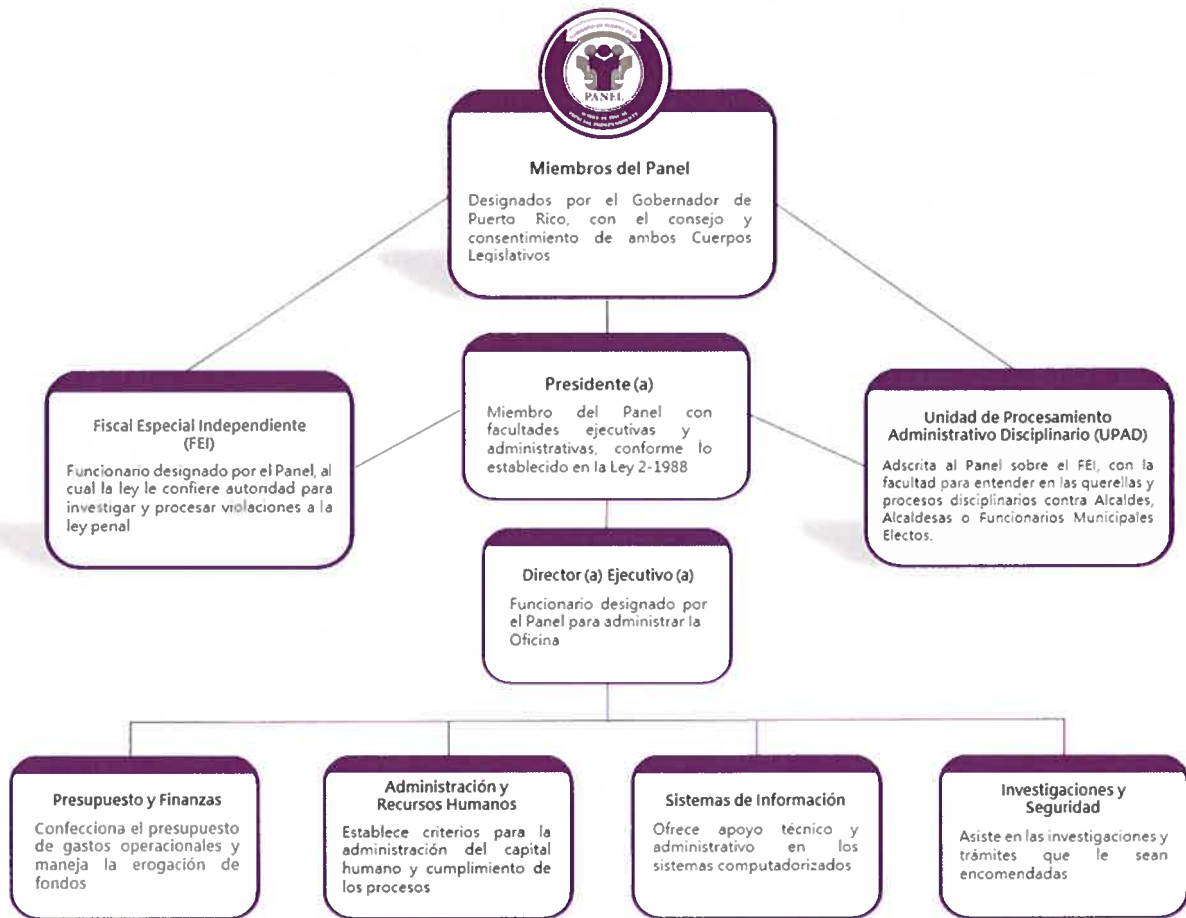 PANEL
Miembros del Panel
Designados por el Gobernador de
Puerto Rico, con el consejo y
consentimiento de ambos Cuerpos
Legislativos
Fiscal Especial Independiente
(FEI)
Funcionario designado por el Panel, al
cual la ley le confiere autoridad para
investigar y procesar violaciones a la
ley penal
Presidente (a)
Miembro del Panel con
facultades ejecutivas y
administrativas, conforme lo
establecido en la Ley 2-1988
Unidad de Procesamiento
Administrativo Disciplinario (UPAD)
Adscrita al Panel sobre el FEI, con la
facultad para entender en las querellas y
procesos disciplinarios contra Alcaldes,
Alcaldesas o Funcionarios Municipales
Electos.
Director (a) Ejecutivo (a)
Funcionario designado por
el Panel para administrar la
Oficina
Presupuesto y Finanzas
Confecciona el presupuesto
de gastos operacionales y
maneja la erogación de
fondos
Administración y
Recursos Humanos
Establece criterios para la
administración del capital
humano y cumplimiento de
los procesos
Sistemas de Información
Ofrece apoyo técnico y
administrativo en los
sistemas computadorizados
Investigaciones y
Seguridad
Asiste en las investigaciones y
trámites que le sean
encomendadas